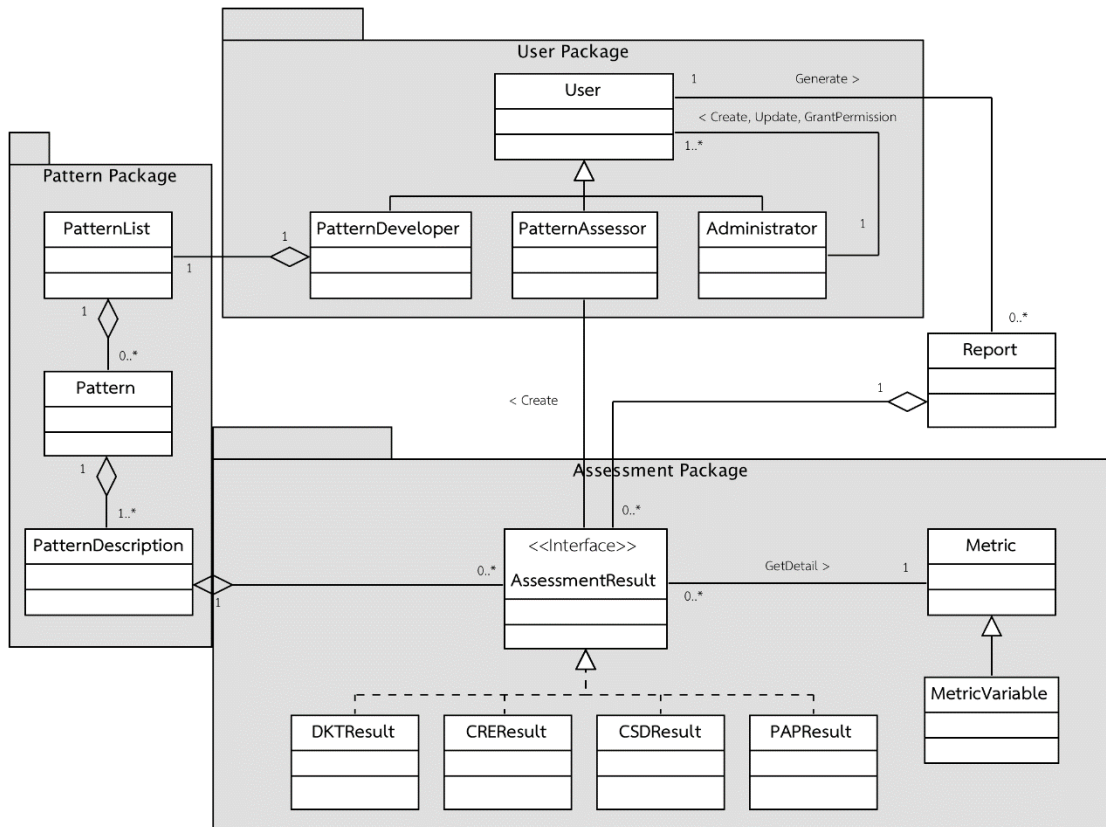 User Package
User
1
Generate >
< Create, Update, GrantPermission
1..*
Pattern Package
PatternList
1
1
PatternDeveloper
PatternAssessor
Administrator
1
1
0..*
Pattern
0..*
Report
1
< Create
1
1..*
Assessment Package
PatternDescription
0..*
<<Interface>>
AssessmentResult
0..*
1
GetDetail >
0..*
1
Metric
MetricVariable
DKTResult
CREResult
CSDResult
PAPResult